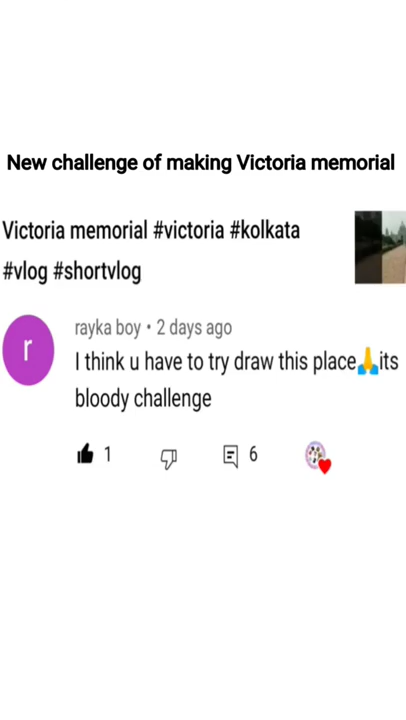 New challenge of making Victoria memorial
Victoria memorial #victoria #kolkata
#vlog #shortvlog
r
rayka boy • 2 days ago
I think u have to try draw this place🙏its
bloody challenge
1
6